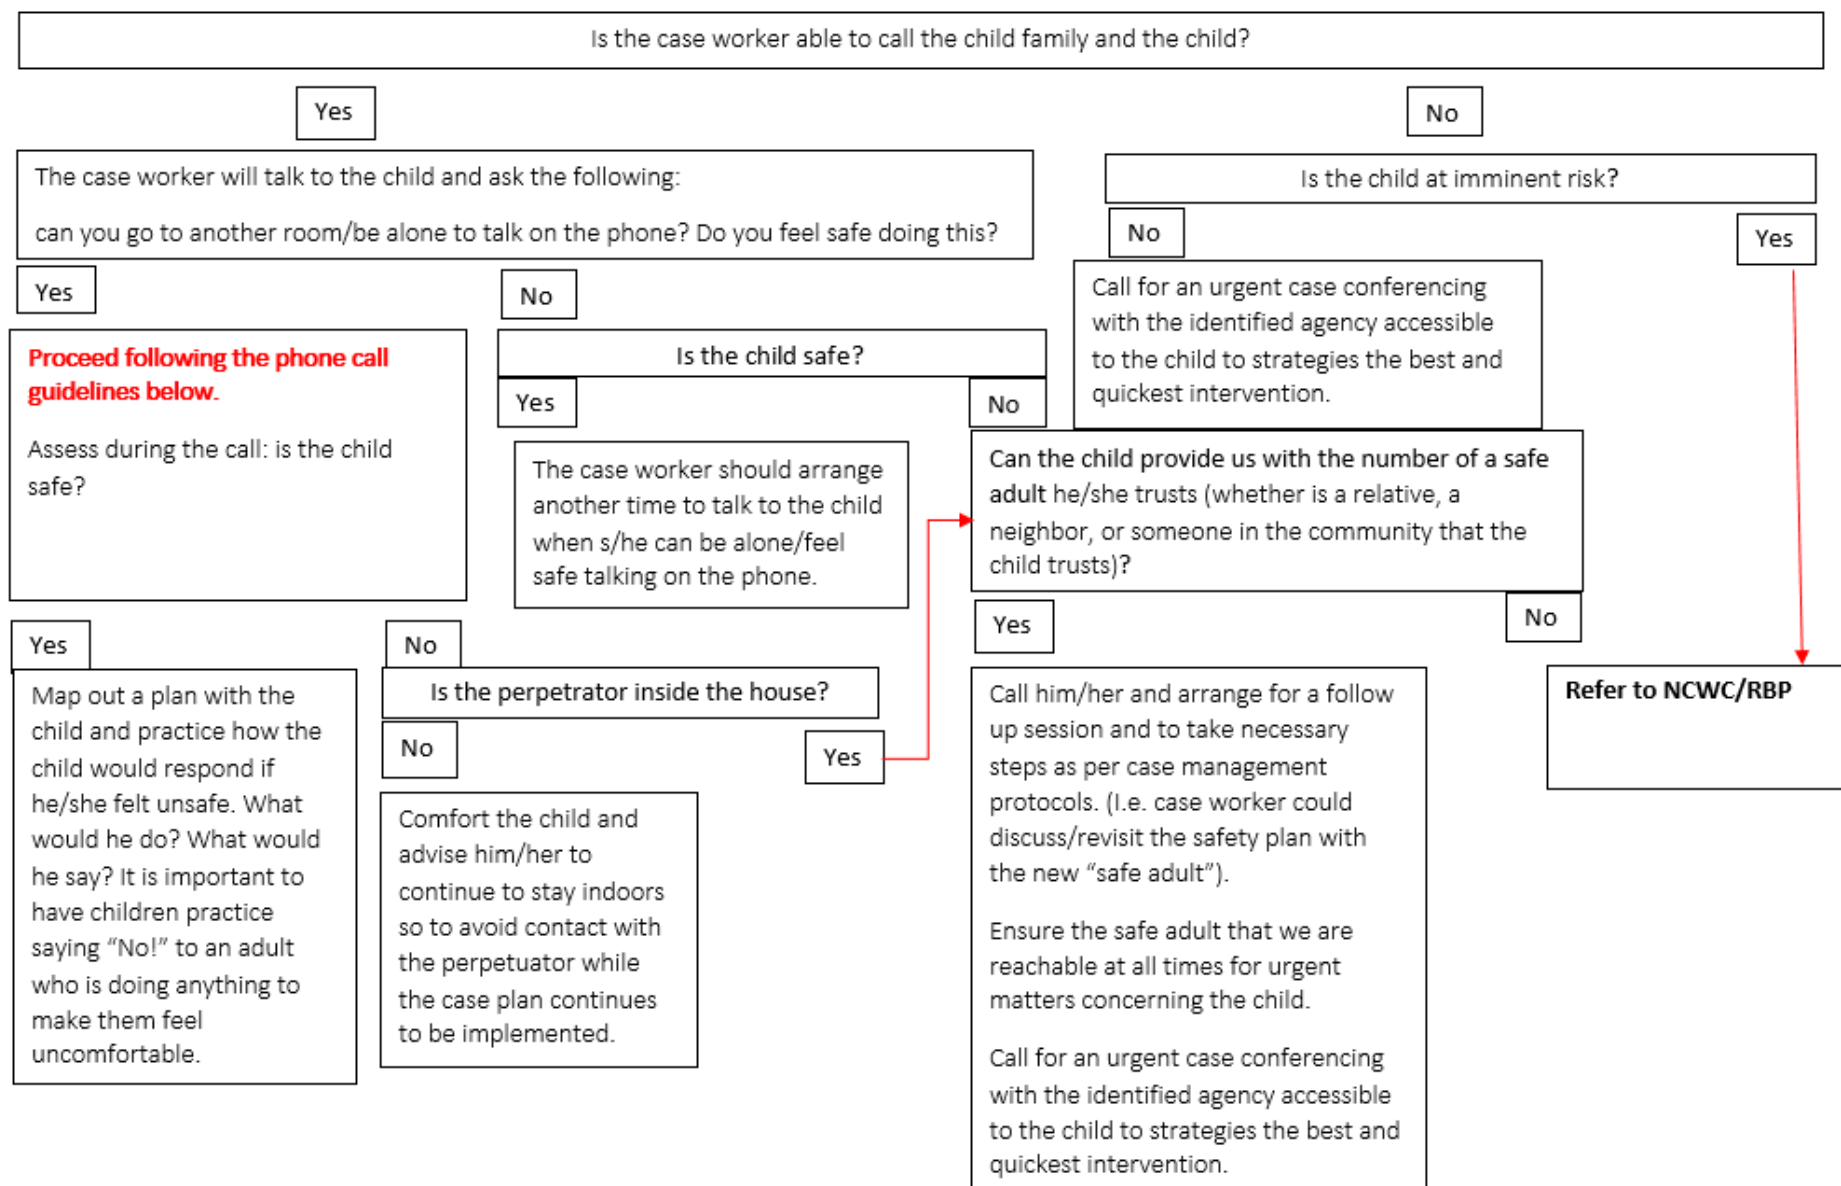 Is the case worker able to call the child family and the child?
Yes
No
The case worker will talk to the child and ask the following:
can you go to another room/be alone to talk on the phone? Do you feel safe doing this?
Is the child at imminent risk?
No
Yes
Yes
No
Call for an urgent case conferencing
with the identified agency accessible
to the child to strategies the best and
quickest intervention.
Proceed following the phone call
guidelines below.
Assess during the call: is the child
safe?
Is the child safe?
Yes
No
The case worker should arrange
another time to talk to the child
when s/he can be alone/feel
safe talking on the phone.
Can the child provide us with the number of a safe
adult he/she trusts (whether is a relative, a
neighbor, or someone in the community that the
child trusts)?
Yes
No
Yes
No
Map out a plan with the
child and practice how the
child would respond if
he/she felt unsafe. What
would he do? What would
he say? It is important to
have children practice
saying “No!” to an adult
who is doing anything to
make them feel
uncomfortable.
Is the perpetrator inside the house?
No
Yes
Comfort the child and
advise him/her to
continue to stay indoors
so to avoid contact with
the perpetuator while
the case plan continues
to be implemented.
Call him/her and arrange for a follow
up session and to take necessary
steps as per case management
protocols. (I.e. case worker could
discuss/revisit the safety plan with
the new “safe adult”).
Ensure the safe adult that we are
reachable at all times for urgent
matters concerning the child.
Call for an urgent case conferencing
with the identified agency accessible
to the child to strategies the best and
quickest intervention.
Refer to NCWC/RBP